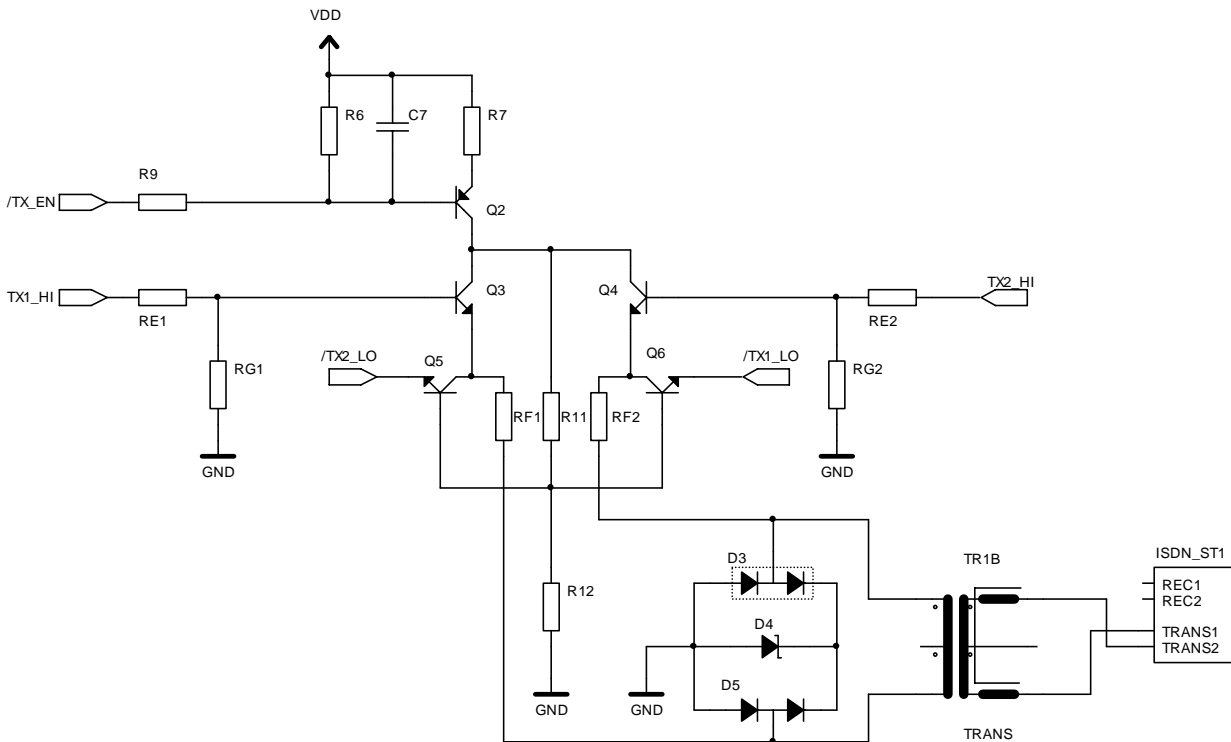 VDD
R6
C7
R7
R9
/TX_EN
Q2
TX1_HI
RE1
Q3
Q4
TX2_HI
RE2
/TX2_LO
Q5
Q6
/TX1_LO
RG1
RF1
R11
RF2
RG2
GND
GND
D3
TR1B
ISDN_ST1
REC1
REC2
R12
D4
TRANS1
TRANS2
D5
GND
GND
TRANS